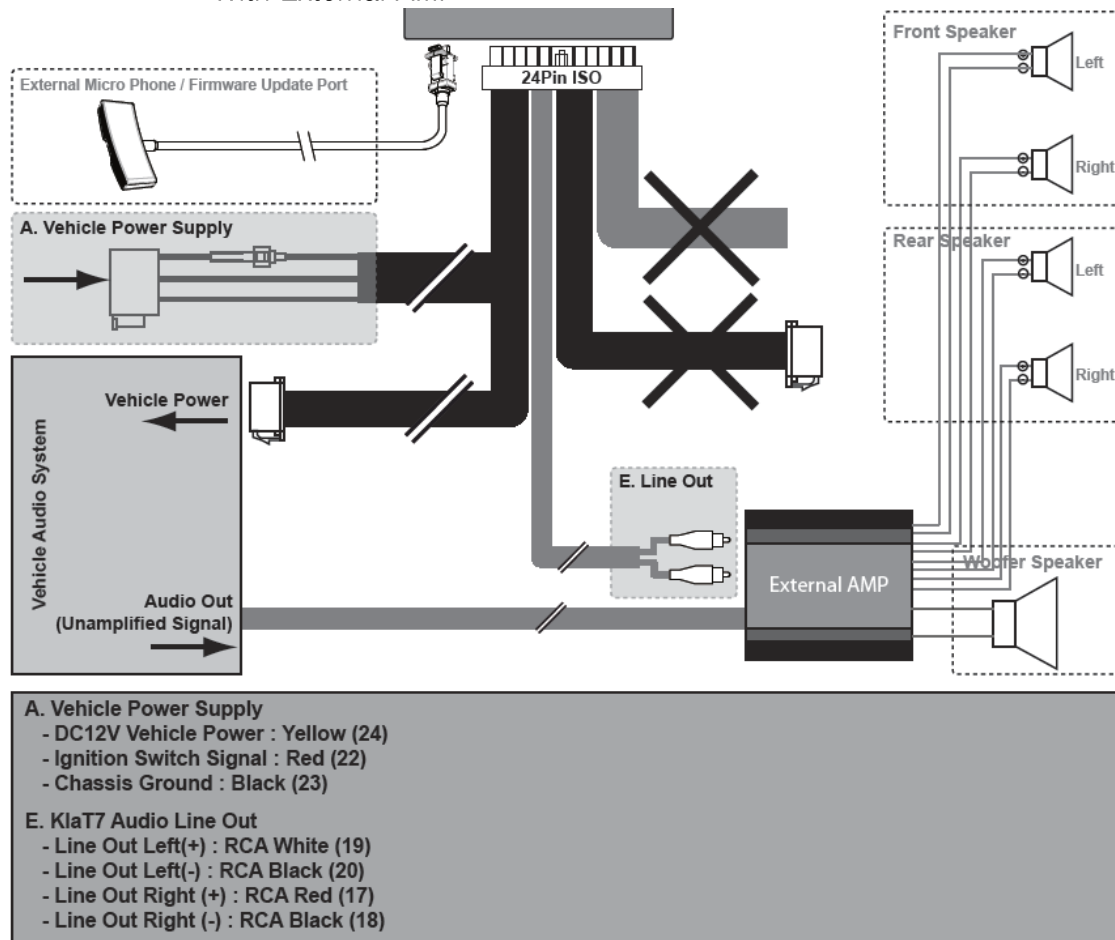 24Pin ISO
External Micro Phone / Firmware Update Port
A. Vehicle Power Supply
Vehicle Power
Vehicle Audio System
Audio Out
(Unamplified Signal)
E. Line Out
External AMP
Front Speaker
Left
Right
Rear Speaker
Left
Right
Woofer Speaker
A. Vehicle Power Supply
- DC12V Vehicle Power : Yellow (24)
- Ignition Switch Signal : Red (22)
- Chassis Ground : Black (23)
E. KlaT7 Audio Line Out
- Line Out Left(+) : RCA White (19)
- Line Out Left(-) : RCA Black (20)
- Line Out Right (+) : RCA Red (17)
- Line Out Right (-) : RCA Black (18)